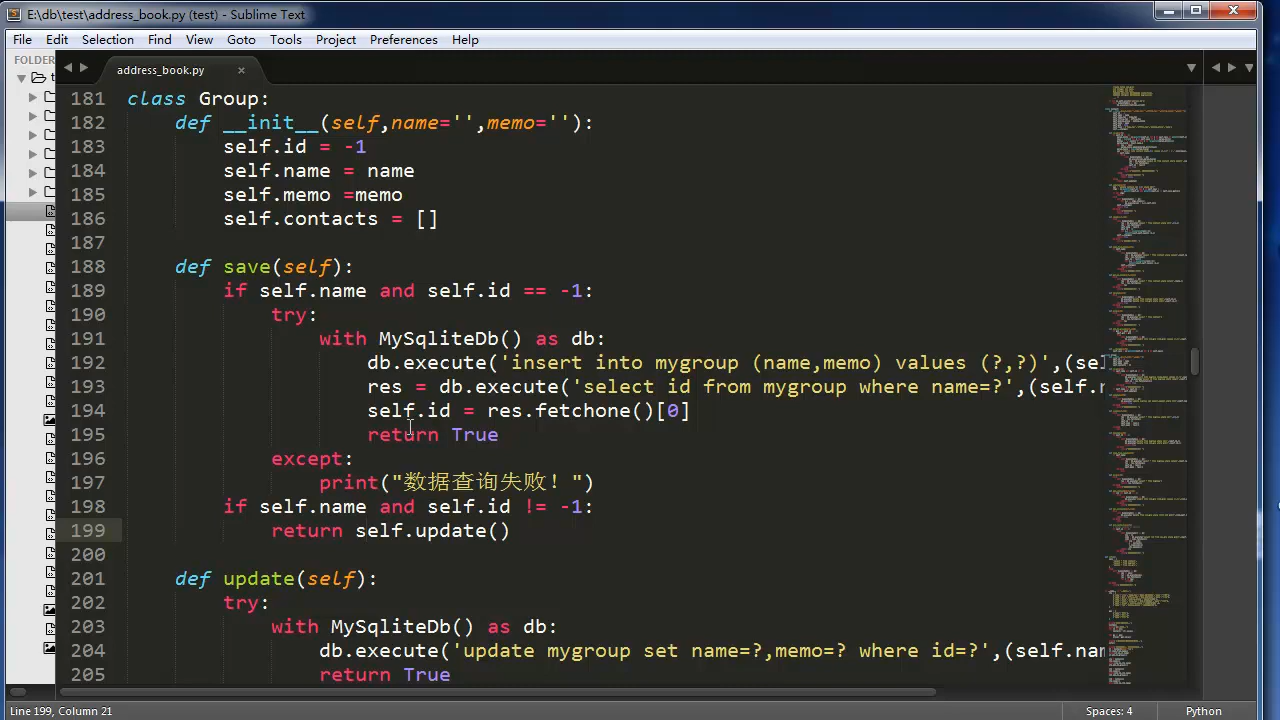 E:\db\test\address_book.py (test) - Sublime Text
File Edit Selection Find View Goto Tools Project Preferences Help
FOLDER
address_book.py
181 class Group:
182 def __init__(self,name='',memo=''):
183 self.id = -1
184 self.name = name
185 self.memo =memo
186 self.contacts = []
187
188 def save(self):
189 if self.name and self.id == -1:
190 try:
191 with MySqliteDb() as db:
192 db.execute('insert into mygroup (name,memo) values (?,?)',(sel
193 res = db.execute('select id from mygroup where name=?',(self.n
194 self.id = res.fetchone()[0]
195 return True
196 except:
197 print("数据查询失败！")
198 if self.name and self.id != -1:
199 return self.update()
200
201 def update(self):
202 try:
203 with MySqliteDb() as db:
204 db.execute('update mygroup set name=?,memo=? where id=?',(self.nam
205 return True
Line 199, Column 21
Spaces: 4
Python